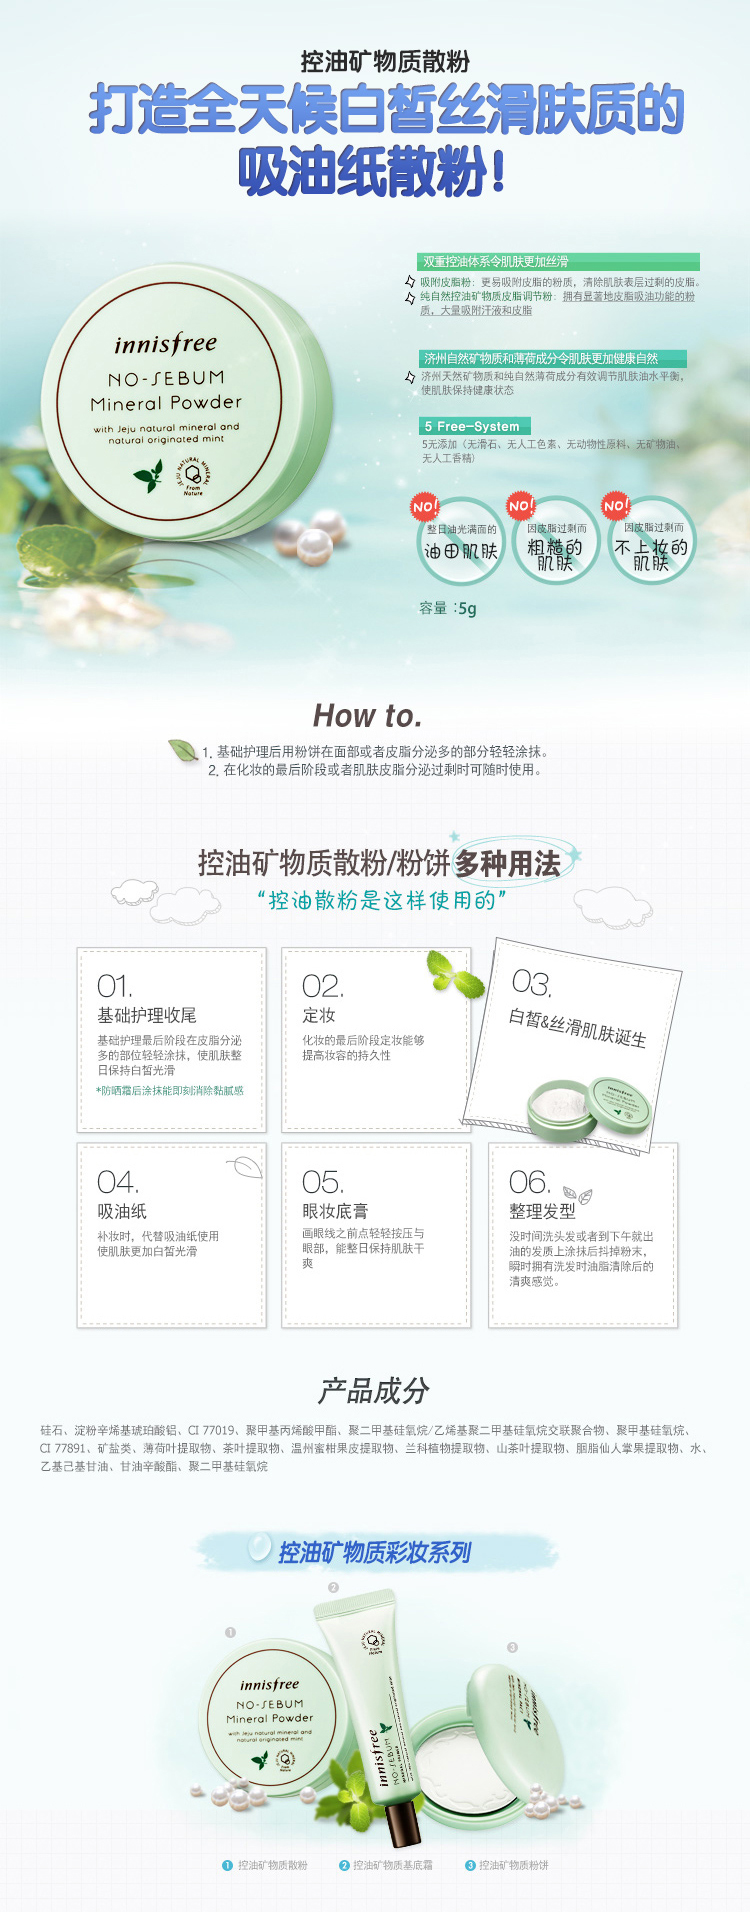 控油矿物质散粉
打造全天候白皙丝滑肤质的
吸油纸散粉!
innisfree
NO-SEBUM
Mineral Powder
with Jeju natural mineral and
natural originated mint
JEJU NATURAL MINERAL
From
Nature
双重控油体系令肌肤更加丝滑
吸附皮脂粉：更易吸附皮脂的粉质，清除肌肤表层过剩的皮脂。
纯自然控油矿物质皮脂调节粉：拥有显著地皮脂吸油功能的粉
质，大量吸附汗液和皮脂
济州自然矿物质和薄荷成分令肌肤更加健康自然
济州天然矿物质和纯自然薄荷成分有效调节肌肤油水平衡，
使肌肤保持健康状态
5 Free-System
5无添加（无滑石、无人工色素、无动物性原料、无矿物油、
无人工香精)
NO!
整日油光满面的
油田肌肤
NO!
因皮脂过剩而
粗糙的
肌肤
NO!
因皮脂过剩而
不上妆的
肌肤
容量 :5g
How to.
1. 基础护理后用粉饼在面部或者皮脂分泌多的部分轻轻涂抹。
2. 在化妆的最后阶段或者肌肤皮脂分泌过剩时可随时使用。
控油矿物质散粉/粉饼 多种用法
“控油散粉是这样使用的”
01.
基础护理收尾
基础护理最后阶段在皮脂分泌
多的部位轻轻涂抹，使肌肤整
日保持白皙光滑
*防晒霜后涂抹能即刻消除黏腻感
02.
定妆
化妆的最后阶段定妆能够
提高妆容的持久性
03.
白皙&丝滑肌肤诞生
innisfree
NO-SEBUM
Mineral Powder
04.
吸油纸
补妆时，代替吸油纸使用
使肌肤更加白皙光滑
05.
眼妆底膏
画眼线之前点轻轻按压与
眼部，能整日保持肌肤干
爽
06.
整理发型
没时间洗头发或者到下午就出
油的发质上涂抹后抖掉粉末，
瞬时拥有洗发时油脂清除后的
清爽感觉。
产品成分
硅石、淀粉辛烯基琥珀酸铝、CI 77019、聚甲基丙烯酸甲酯、聚二甲基硅氧烷/乙烯基聚二甲基硅氧烷交联聚合物、聚甲基硅氧烷、
CI 77891、矿盐类、薄荷叶提取物、茶叶提取物、温州蜜柑果皮提取物、兰科植物提取物、山茶叶提取物、胭脂仙人掌果提取物、水、
乙基己基甘油、甘油辛酸酯、聚二甲基硅氧烷
控油矿物质彩妆系列
2
1
3
innisfree
NO-SEBUM
Mineral Powder
with Jeju natural mineral and
natural originated mint
innisfree
NO-SEBUM
MINERAL PRIMER
innisfree
NO-SEBUM
1 控油矿物质散粉
2 控油矿物质基底霜
3 控油矿物质粉饼